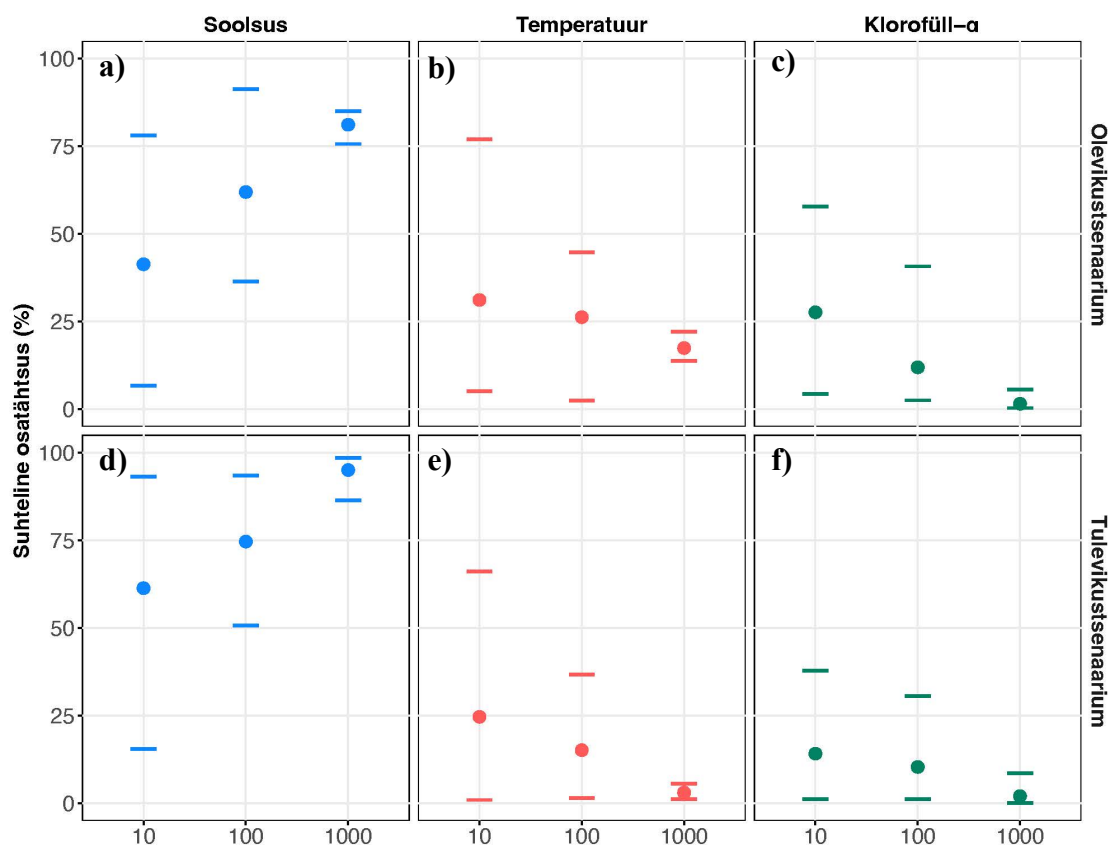 Soolsus
Temperatuur
Klorofüll–α
Suhteline osatähtsus (%)
100
75
50
25
0
a)
b)
c)
Olevikustsenaarium
100
75
50
25
0
d)
e)
f)
Tulevikustsenaarium
10
100
1000
10
100
1000
10
100
1000